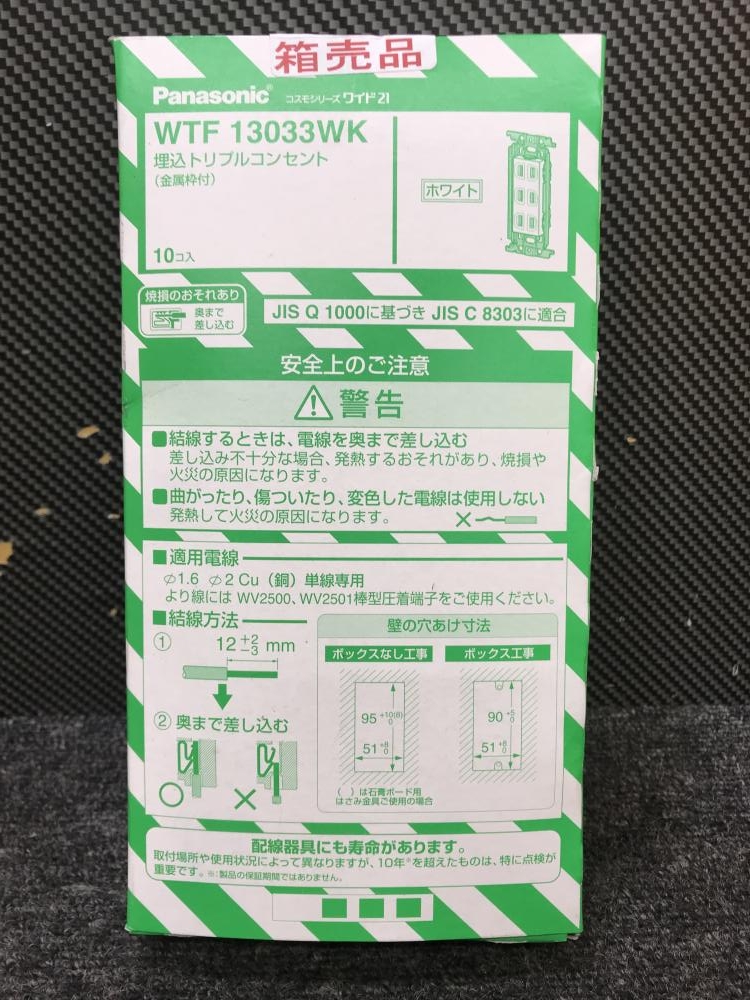 箱売品
Panasonic® コスモシリーズ ワイド21
WTF 13033WK
埋込トリプルコンセント
(金属枠付)
ホワイト
10コ入
焼損のおそれあり
奥まで
差し込む
JIS Q 1000に基づき JIS C 8303に適合
安全上のご注意
警告
■結線するときは、電線を奥まで差し込む
差し込み不十分な場合、発熱するおそれがあり、焼損や
火災の原因になります。
■曲がったり、傷ついたり、変色した電線は使用しない
発熱して火災の原因になります。
■適用電線
φ1.6 φ2 Cu（銅）単線専用
より線には WV2500、WV2501棒型圧着端子をご使用ください。
■結線方法
① 12 +2 -3 mm
② 奥まで差し込む
壁の穴あけ寸法
ボックスなし工事 ボックス工事
95 +10(8) 0
51 +8 0
90 +5 0
51 +8 0
( )は石膏ボード用
はさみ金具ご使用の場合
配線器具にも寿命があります。
取付場所や使用状況によって異なりますが、10年※を超えたものは、特に点検が
重要です。※:製品の保証期間ではありません。